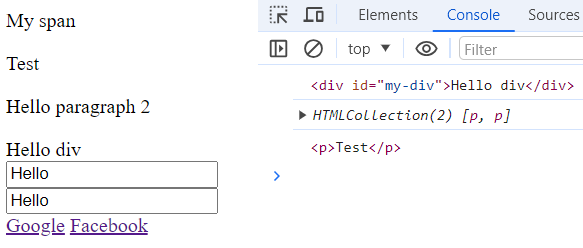 My span
Test
Hello paragraph 2
Hello div
Hello
Hello
Google Facebook
Elements Console Sources
top Filter
<div id="my-div">Hello div</div>
HTMLCollection(2) [p, p]
<p>Test</p>